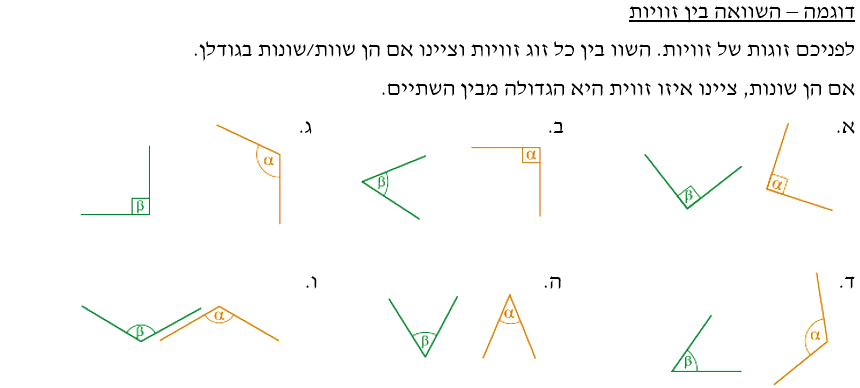 דוגמה – השוואה בין זוויות
לפניכם זוגות של זוויות. השוו בין כל זוג זוויות וציינו אם הן שוות/שונות בגודלן.
אם הן שונות, ציינו איזו זווית היא הגדולה מבין השתיים.
א. ב. ג.
α β α β α β
ד. ה. ו.
α β α β α β